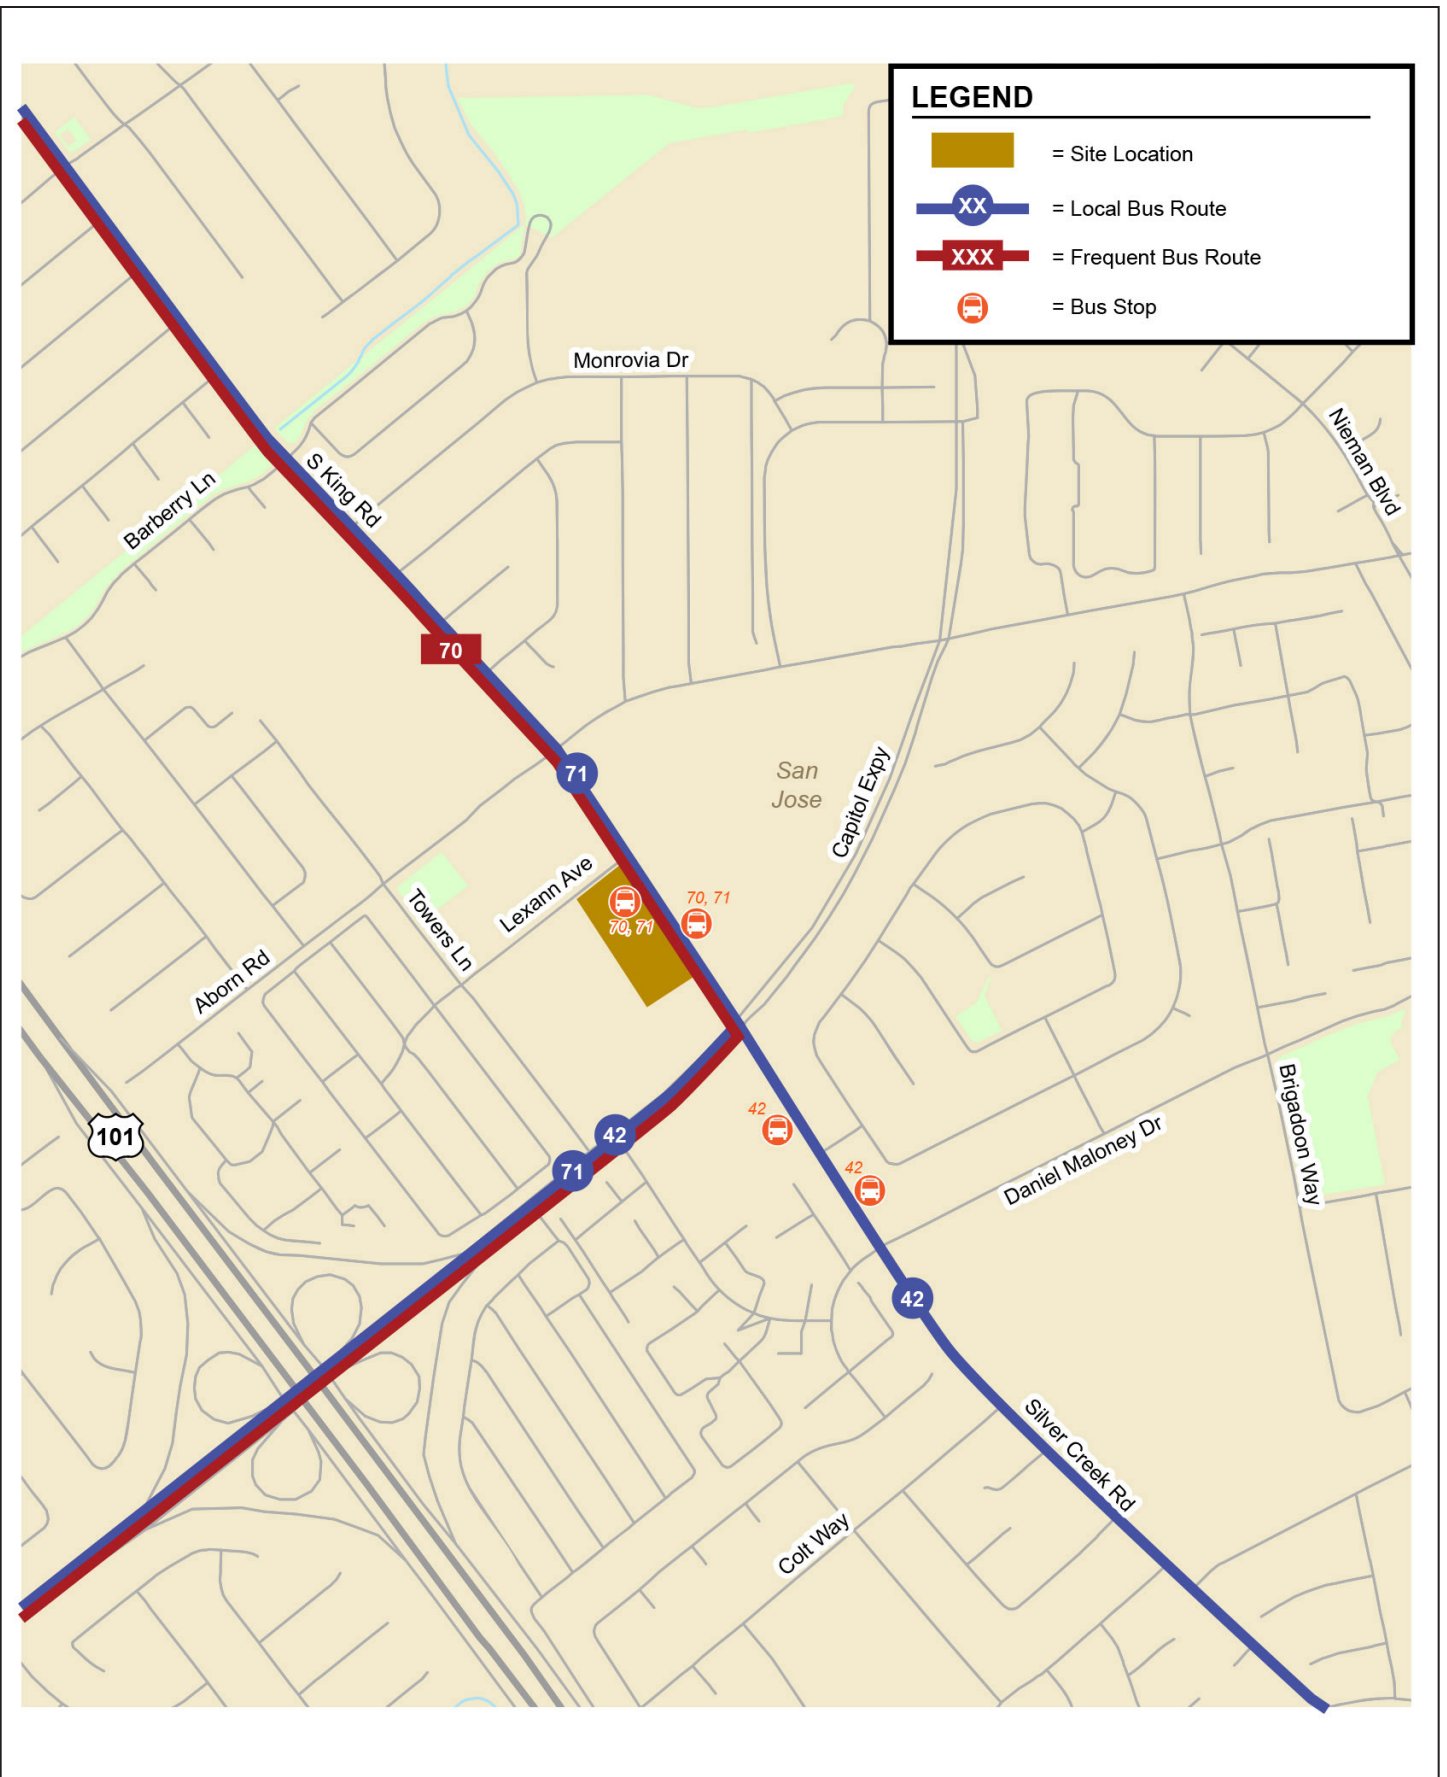 LEGEND
= Site Location
XX
= Local Bus Route
XXX
= Frequent Bus Route
= Bus Stop
Monrovia Dr
Nieman Blvd
S King Rd
Barberry Ln
70
71
San
Jose
Capitol Expy
Lexann Ave
70, 71
70, 71
Towers Ln
Aborn Rd
101
42
71
42
42
Daniel Maloney Dr
Brigadoon Way
42
Silver Creek Rd
Colt Way